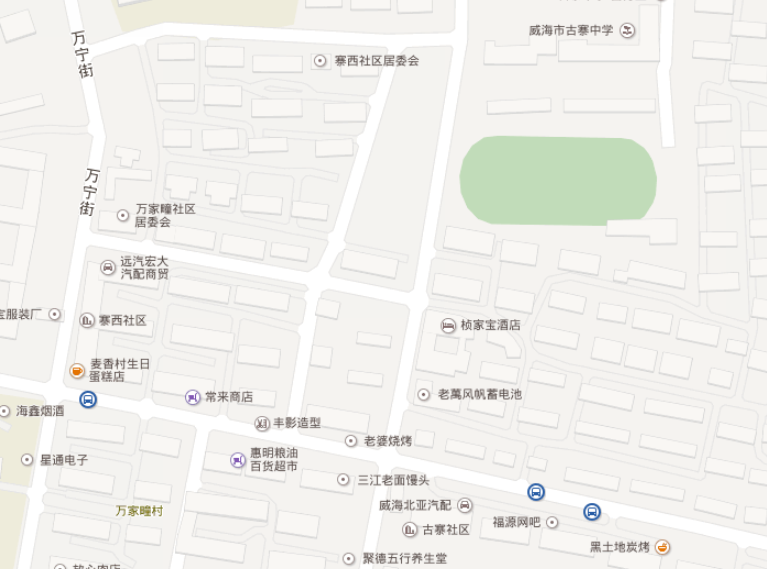 威海市古寨中学
万宁街
寨西社区居委会
万宁街
万家疃社区
居委会
远汽宏大
汽配商贸
服装厂
寨西社区
桢家宝酒店
麦香村生日
蛋糕店
常来商店
老萬风帆蓄电池
海鑫烟酒
丰影造型
老婆烧烤
惠明粮油
百货超市
星通电子
三江老面馒头
万家疃村
威海北亚汽配
福源网吧
古寨社区
黑土地炭烤
聚德五行养生堂